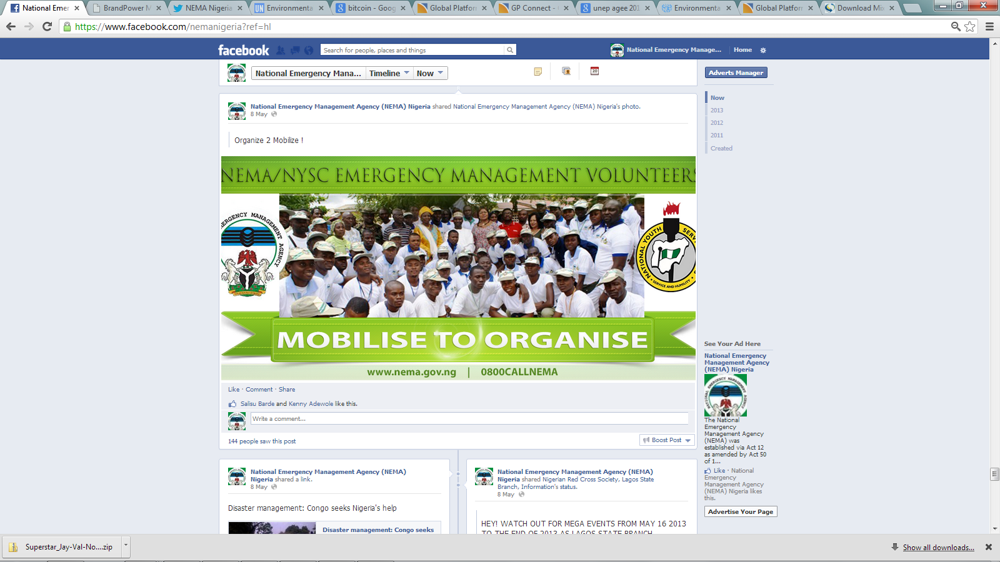 National Emer
BrandPower M
NEMA Nigeria
Environmenta
bitcoin - Goog
Global Platfor
GP Connect -
unep agee 201
Environmenta
Global Platfor
Download Mix
https://www.facebook.com/nemanigeria?ref=hl
facebook
Search for people, places and things
National Emergency Manage...
Home
National Emergency Mana...
Timeline
Now
20
Adverts Manager
Now
2013
2012
2011
Created
National Emergency Management Agency (NEMA) Nigeria shared National Emergency Management Agency (NEMA) Nigeria's photo.
8 May
Organize 2 Mobilize !
NEMA/NYSC EMERGENCY MANAGEMENT VOLUNTEERS
ERGENCY MANAGEMENT AGENCY
NATIONAL YOUTH SERV
SERVICE AND HUMILITY
MOBILISE TO ORGANISE
www.nema.gov.ng | 0800CALLNEMA
Like · Comment · Share
Salisu Barde and Kenny Adewole like this.
Write a comment...
144 people saw this post
Boost Post
See Your Ad Here
National Emergency
Management Agency
(NEMA) Nigeria
The National
Emergency
Management Agency
(NEMA) was
established via Act 12
as amended by Act 50
of 1...
Like · National
Emergency
Management Agency
(NEMA) Nigeria likes
this.
Advertise Your Page
National Emergency Management Agency (NEMA)
Nigeria shared a link.
8 May
Disaster management: Congo seeks Nigeria's help
Disaster management: Congo seeks
National Emergency Management Agency (NEMA)
Nigeria shared Nigerian Red Cross Society, Lagos State
Branch, Information's status.
8 May
HEY! WATCH OUT FOR MEGA EVENTS FROM MAY 16 2013
TO THE END OF 2013 AS LAGOS STATE BRANCH
Superstar_Jay-Val-No....zip
Show all downloads...